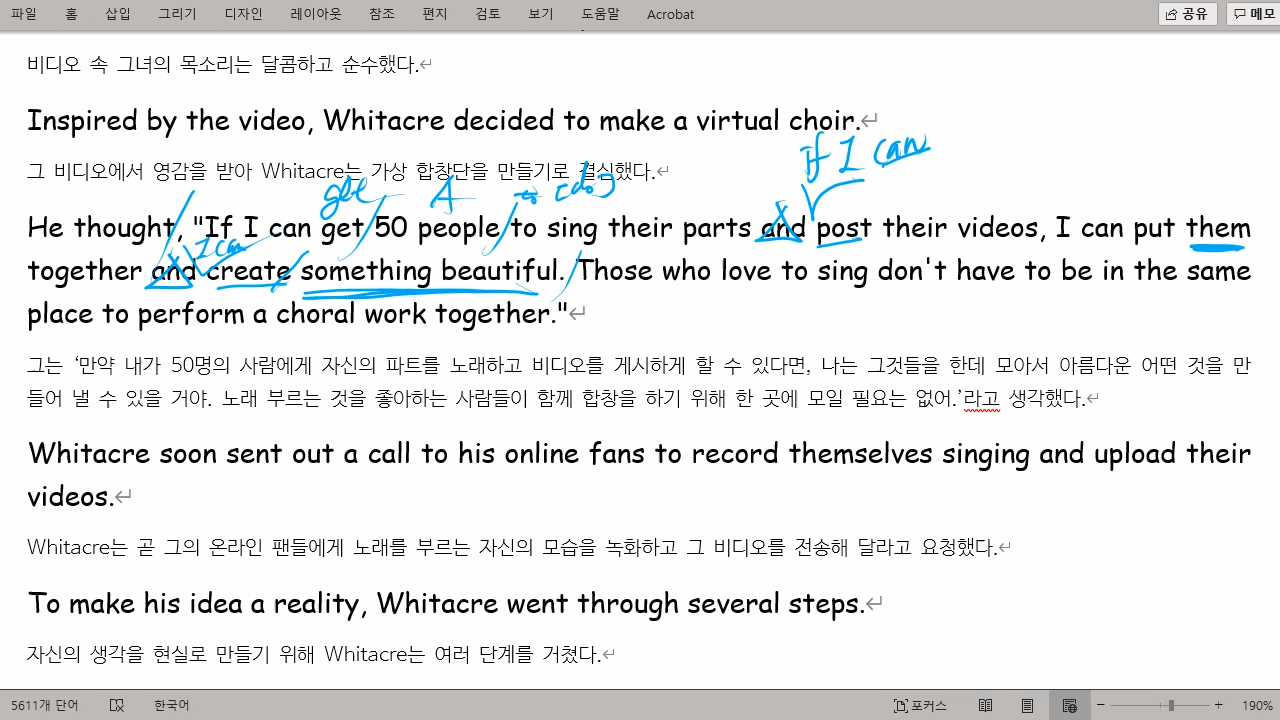 파일 홈 삽입 그리기 디자인 레이아웃 참조 편지 검토 보기 도움말 Acrobat 공유 메모
비디오 속 그녀의 목소리는 달콤하고 순수했다.
Inspired by the video, Whitacre decided to make a virtual choir.
If I can
그 비디오에서 영감을 받아 Whitacre는 가상 합창단을 만들기로 결심했다.
get A to [do]
He thought, "If I can get 50 people to sing their parts and post their videos, I can put them
I can
together and create something beautiful. Those who love to sing don't have to be in the same
place to perform a choral work together."
그는 ‘만약 내가 50명의 사람에게 자신의 파트를 노래하고 비디오를 게시하게 할 수 있다면, 나는 그것들을 한데 모아서 아름다운 어떤 것을 만
들어 낼 수 있을 거야. 노래 부르는 것을 좋아하는 사람들이 함께 합창을 하기 위해 한 곳에 모일 필요는 없어.’라고 생각했다.
Whitacre soon sent out a call to his online fans to record themselves singing and upload their
videos.
Whitacre는 곧 그의 온라인 팬들에게 노래를 부르는 자신의 모습을 녹화하고 그 비디오를 전송해 달라고 요청했다.
To make his idea a reality, Whitacre went through several steps.
자신의 생각을 현실로 만들기 위해 Whitacre는 여러 단계를 거쳤다.
5611개 단어 한국어 포커스 190%